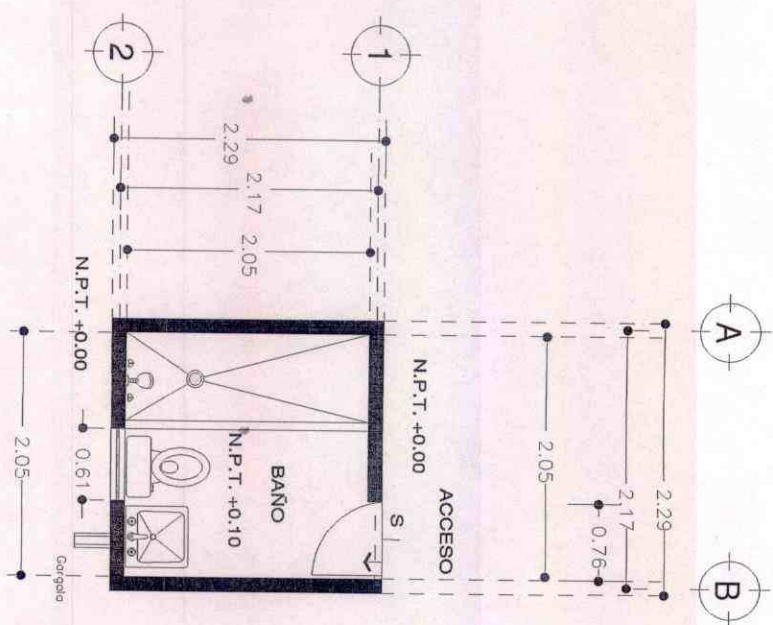 A
B
2.29
2.17
0.76
2.05
ACCESO
N.P.T. +0.00
S
1
2
2.29
2.17
2.05
BAÑO
N.P.T. +0.10
N.P.T. +0.00
0.61
2.05
Gargola